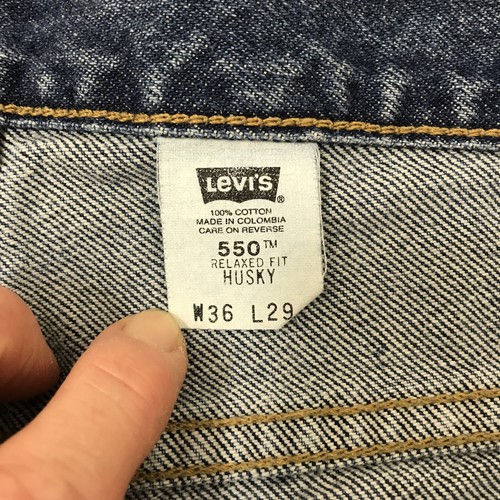 Levi's ®
100% COTTON
MADE IN COLOMBIA
CARE ON REVERSE
550™
RELAXED FIT
HUSKY
W36 L29